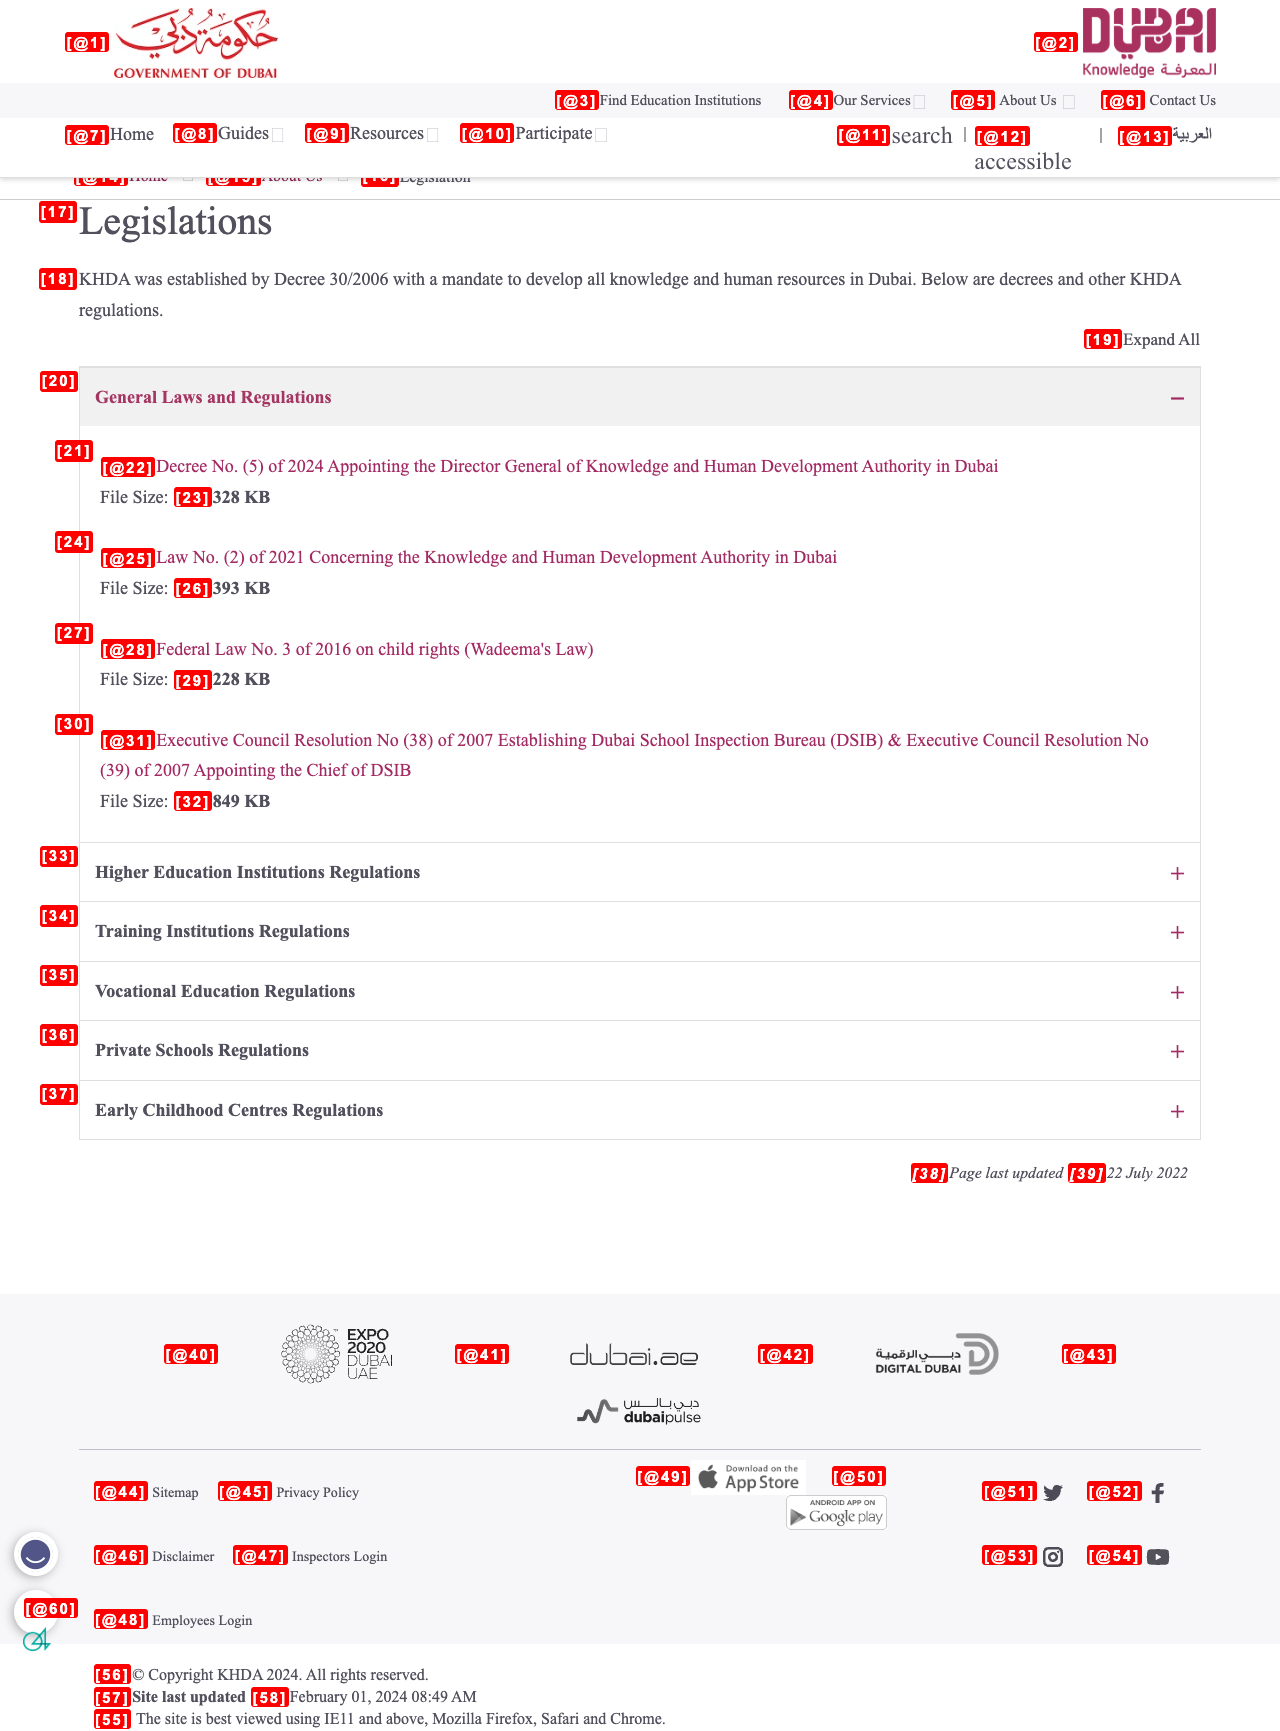 [@1] حكومة دبي
GOVERNMENT OF DUBAI
[@2] DUBAI
Knowledge المعرفة
[@3] Find Education Institutions [@4] Our Services [@5] About Us [@6] Contact Us
[@7] Home [@8] Guides [@9] Resources [@10] Participate [@11] search | [@12] accessible | [@13] العربية
[@14] Home [@15] About Us [16] Legislation
[17] Legislations
[18] KHDA was established by Decree 30/2006 with a mandate to develop all knowledge and human resources in Dubai. Below are decrees and other KHDA
regulations.
[19] Expand All
[20] General Laws and Regulations
[21]
[@22] Decree No. (5) of 2024 Appointing the Director General of Knowledge and Human Development Authority in Dubai
File Size: [23] 328 KB
[24]
[@25] Law No. (2) of 2021 Concerning the Knowledge and Human Development Authority in Dubai
File Size: [26] 393 KB
[27]
[@28] Federal Law No. 3 of 2016 on child rights (Wadeema's Law)
File Size: [29] 228 KB
[30]
[@31] Executive Council Resolution No (38) of 2007 Establishing Dubai School Inspection Bureau (DSIB) & Executive Council Resolution No
(39) of 2007 Appointing the Chief of DSIB
File Size: [32] 849 KB
[33] Higher Education Institutions Regulations
[34] Training Institutions Regulations
[35] Vocational Education Regulations
[36] Private Schools Regulations
[37] Early Childhood Centres Regulations
[38] Page last updated [39] 22 July 2022
[@40] EXPO
2020
DUBAI
UAE
[@41] dubai.ae
[@42] دبي الرقمية
DIGITAL DUBAI
[@43]
دبي بالس
dubaipulse
[@44] Sitemap [@45] Privacy Policy
[@49] Download on the
App Store
[@50] ANDROID APP ON
Google play
[@51] [@52]
[@46] Disclaimer [@47] Inspectors Login [@53] [@54]
[@60] [@48] Employees Login
[56] © Copyright KHDA 2024. All rights reserved.
[57] Site last updated [58] February 01, 2024 08:49 AM
[55] The site is best viewed using IE11 and above, Mozilla Firefox, Safari and Chrome.